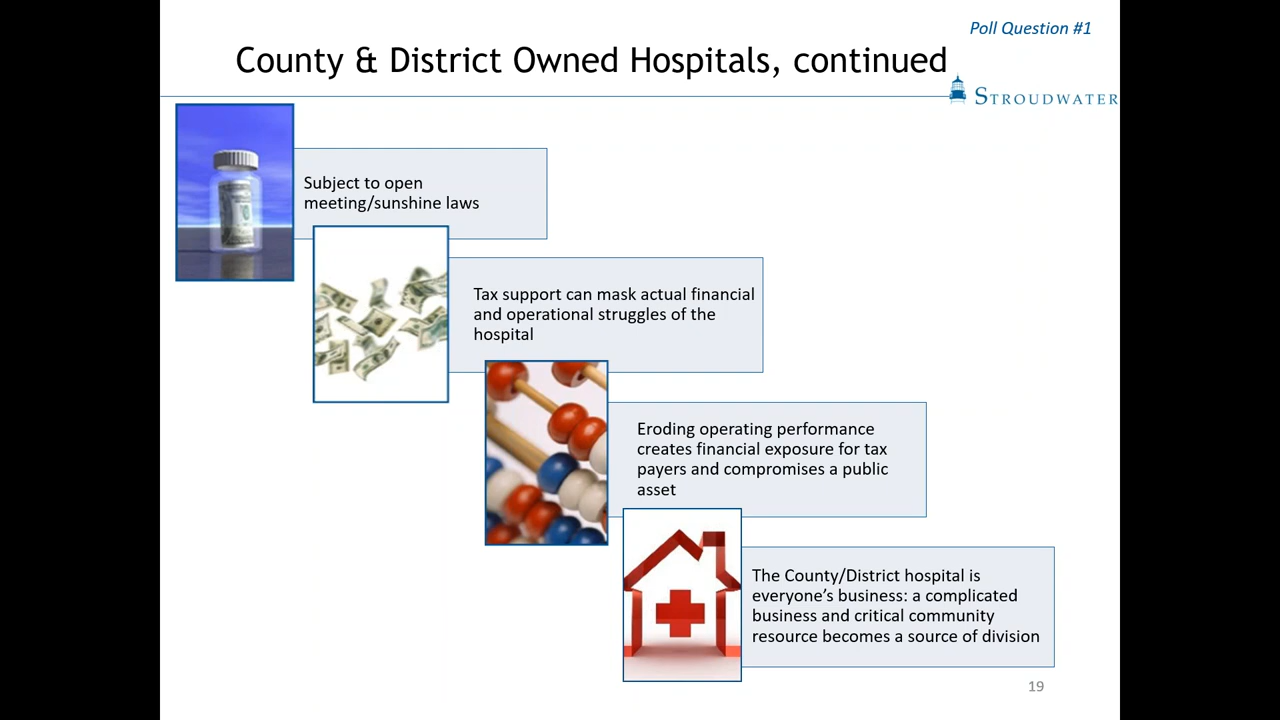 Poll Question #1
County & District Owned Hospitals, continued
STROUDWATER
Subject to open
meeting/sunshine laws
Tax support can mask actual financial
and operational struggles of the
hospital
Eroding operating performance
creates financial exposure for tax
payers and compromises a public
asset
The County/District hospital is
everyone’s business: a complicated
business and critical community
resource becomes a source of division
19